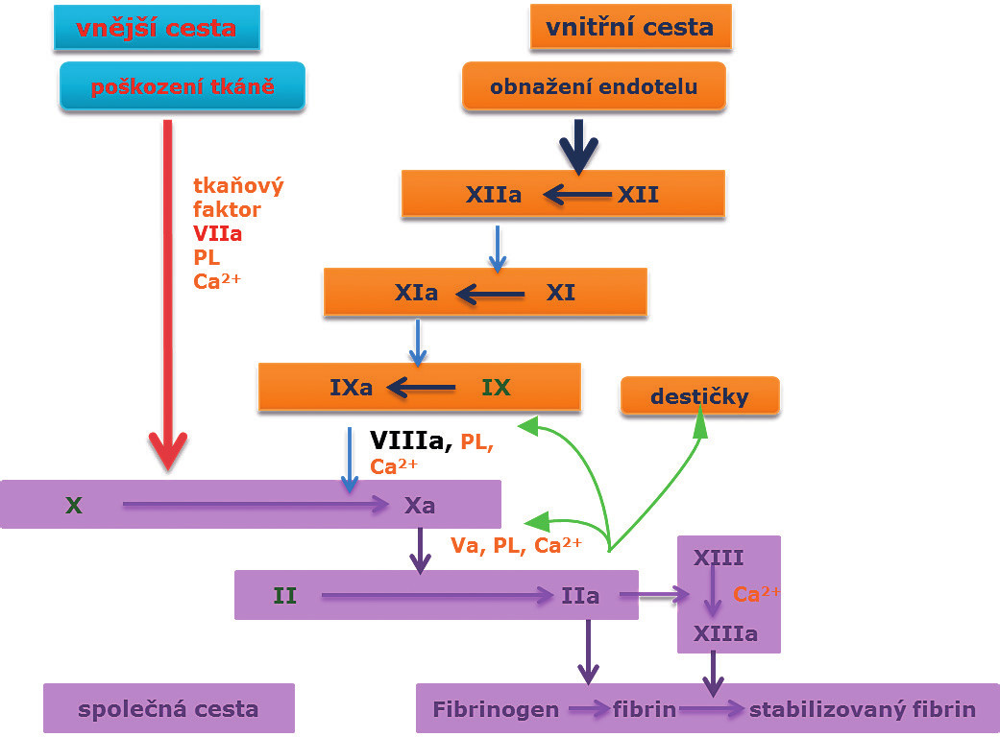 vnější cesta
vnitřní cesta
poškození tkáně
obnažení endotelu
tkaňový
faktor
VIIa
PL
Ca²⁺
XIIa XII
XIa XI
IXa IX
destičky
VIIIa, PL,
Ca²⁺
X Xa
Va, PL, Ca²⁺
XIII
II IIa
Ca²⁺
XIIIa
společná cesta
Fibrinogen fibrin stabilizovaný fibrin